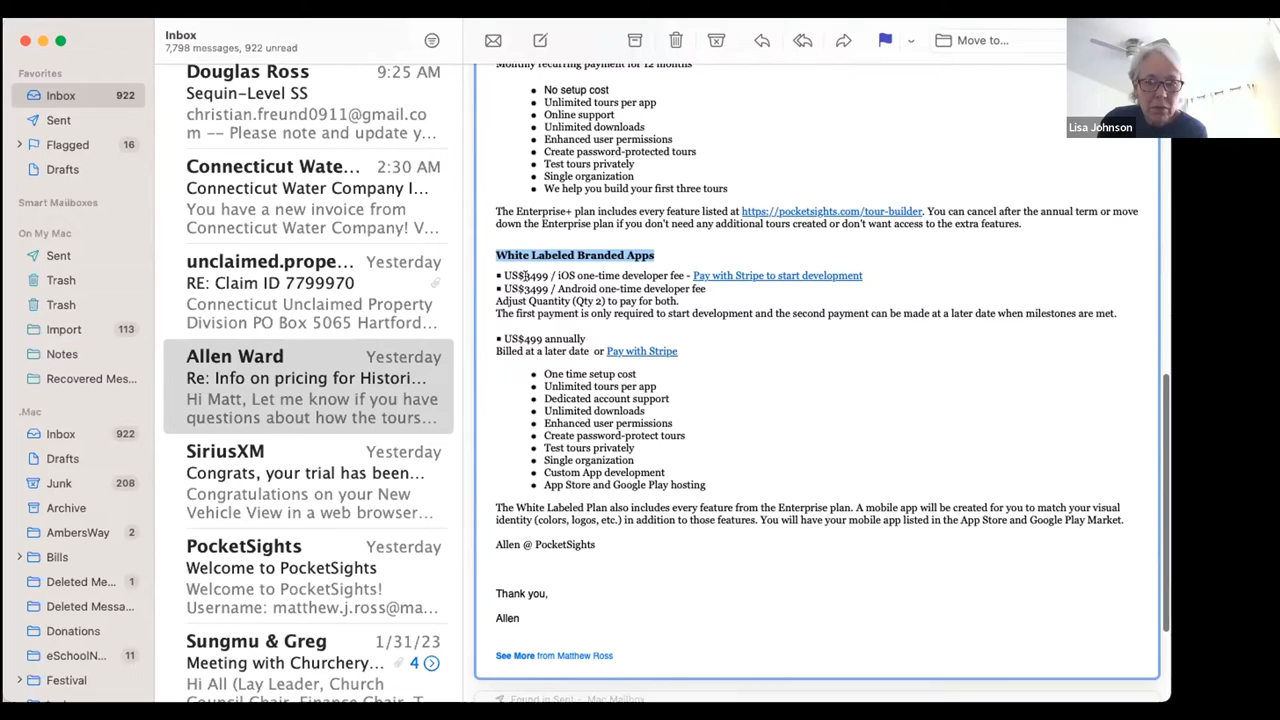 Inbox
7,798 messages, 922 unread
Move to...
Lisa Johnson
Favorites
Inbox 922
Sent
Flagged 16
Drafts
Smart Mailboxes
On My Mac
Sent
Trash
Trash
Import 113
Notes
Recovered Mes...
.Mac
Inbox 922
Drafts
Junk 208
Archive
AmbersWay 2
Bills
Deleted Me... 1
Deleted Messa...
Donations
eSchoolN... 11
Festival
Douglas Ross 9:25 AM
Sequin-Level SS
christian.freund0911@gmail.co
m –– Please note and update y...
Connecticut Wate... 2:30 AM
Connecticut Water Company I...
You have a new invoice from
Connecticut Water Company! V...
unclaimed.prope... Yesterday
RE: Claim ID 7799970
Connecticut Unclaimed Property
Division PO Box 5065 Hartford...
Allen Ward Yesterday
Re: Info on pricing for Histori...
Hi Matt, Let me know if you have
questions about how the tours...
SiriusXM Yesterday
Congrats, your trial has been...
Congratulations on your New
Vehicle View in a web browser...
PocketSights Yesterday
Welcome to PocketSights
Welcome to PocketSights!
Username: matthew.j.ross@ma...
Sungmu & Greg 1/31/23
Meeting with Churchery... 4
Hi All (Lay Leader, Church
Council Chair, Finance Chair, T...
Monthly recurring payment for 12 months
• No setup cost
• Unlimited tours per app
• Online support
• Unlimited downloads
• Enhanced user permissions
• Create password-protected tours
• Test tours privately
• Single organization
• We help you build your first three tours
The Enterprise+ plan includes every feature listed at https://pocketsights.com/tour-builder. You can cancel after the annual term or move
down the Enterprise plan if you don't need any additional tours created or don't want access to the extra features.
White Labeled Branded Apps
▪ US$3499 / iOS one-time developer fee - Pay with Stripe to start development
▪ US$3499 / Android one-time developer fee
Adjust Quantity (Qty 2) to pay for both.
The first payment is only required to start development and the second payment can be made at a later date when milestones are met.
▪ US$499 annually
Billed at a later date or Pay with Stripe
• One time setup cost
• Unlimited tours per app
• Dedicated account support
• Unlimited downloads
• Enhanced user permissions
• Create password-protect tours
• Test tours privately
• Single organization
• Custom App development
• App Store and Google Play hosting
The White Labeled Plan also includes every feature from the Enterprise plan. A mobile app will be created for you to match your visual
identity (colors, logos, etc.) in addition to those features. You will have your mobile app listed in the App Store and Google Play Market.
Allen @ PocketSights
Thank you,
Allen
See More from Matthew Ross
Found in Sent - Mac Mailbox